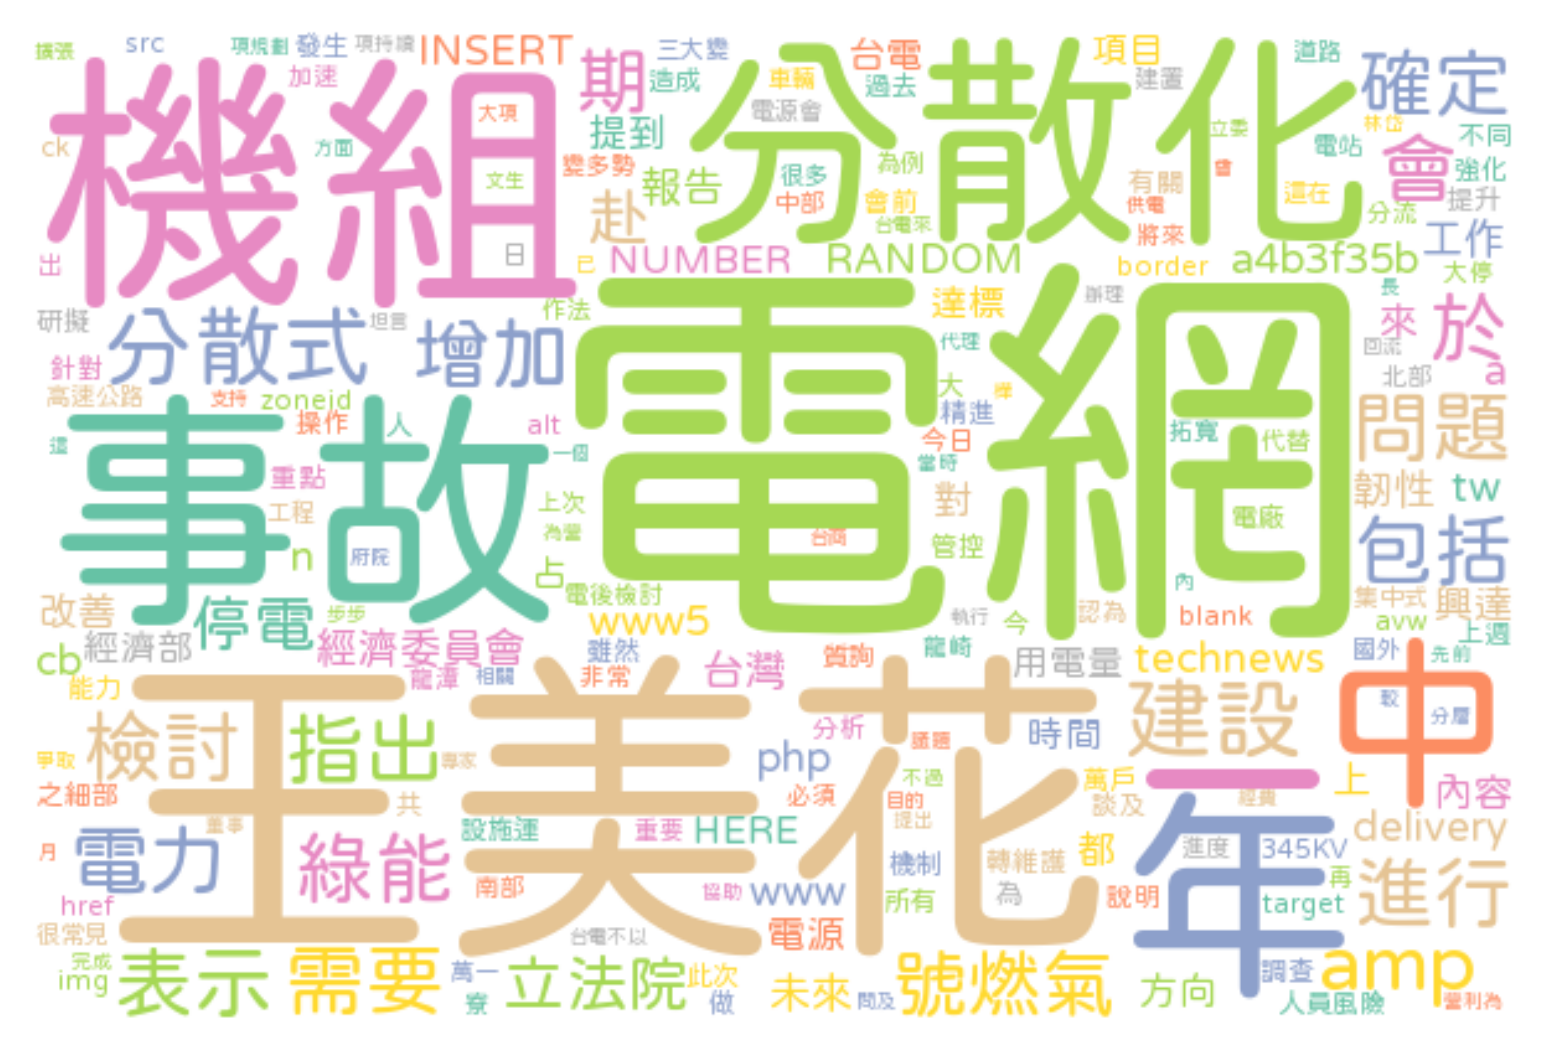 擴張 src 項規劃 發生 項持續 INSERT 三大變 台電 項目 道路
加速 期 造成 車輛 過去 建置 確定
機組 分散化
ck 大項 提到 電源會 立委 林岱 不同
方面 變多勢 很多 為例 電站 會 強化
文生 報告 中部 會前 有關 曾 這在 提升
赴 台電來 供電 分流
出 日 已 NUMBER RANDOM 將來 border a4b3f35b 工作 大停
研擬 分散式 坦言 增加 作法 達標 辦理 長 來 於
針對 電網 代理 回流 a
高速公路 支持 zoneid 大 樺 北部
事故 操作 人 alt 精進 今日 拓寬 代替 問題
這 重點 一個 當時 韌性 tw
工程 上次 對 電廠
n 府院 為營 台商 管控 包括
占 電後檢討 內 集中式 興達
改善 停電 步步 www5 執行 今 認為 blank avw 上週
cb 經濟部 經濟委員會 雖然 台灣 質詢 龍崎 用電量 technews 國外 先前
能力 龍潭 相關 非常 中
王美花 建設 較 分層
檢討 指出 分析 時間
爭取 專家 php 不過 萬戶 一 上 內容
之細部 共 必須 目的 談及 經費
董事 設施運 重要 HERE 提出 年 delivery
月 電力 綠能 機制 轉維護 都 進度 345KV
南部 協助 www 所有 為 說明 再 target 進行
href
很常見 台電不以 電源
完成 img 表示 需要 萬一 立法院 此次 未來 號燃氣 方向 調查 amp
寮 做 問及 人員風險 營利為